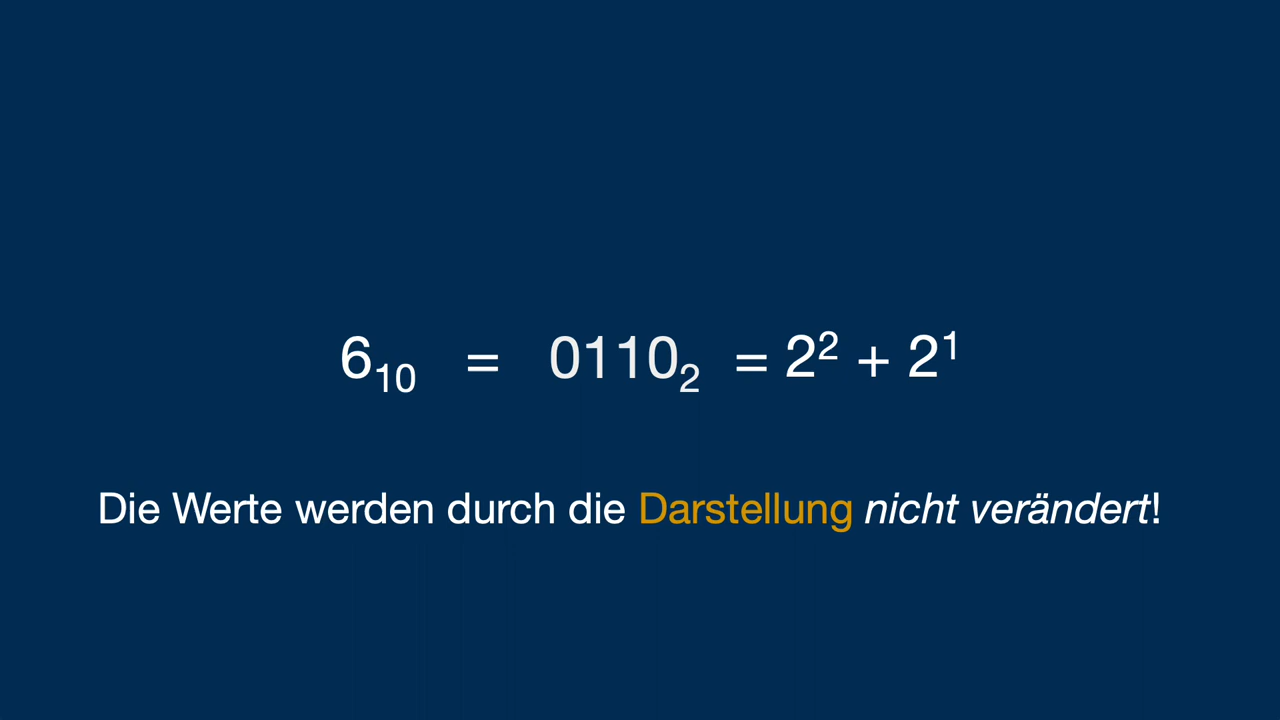 6₁₀ = 0110₂ = 2² + 2¹
Die Werte werden durch die Darstellung nicht verändert!